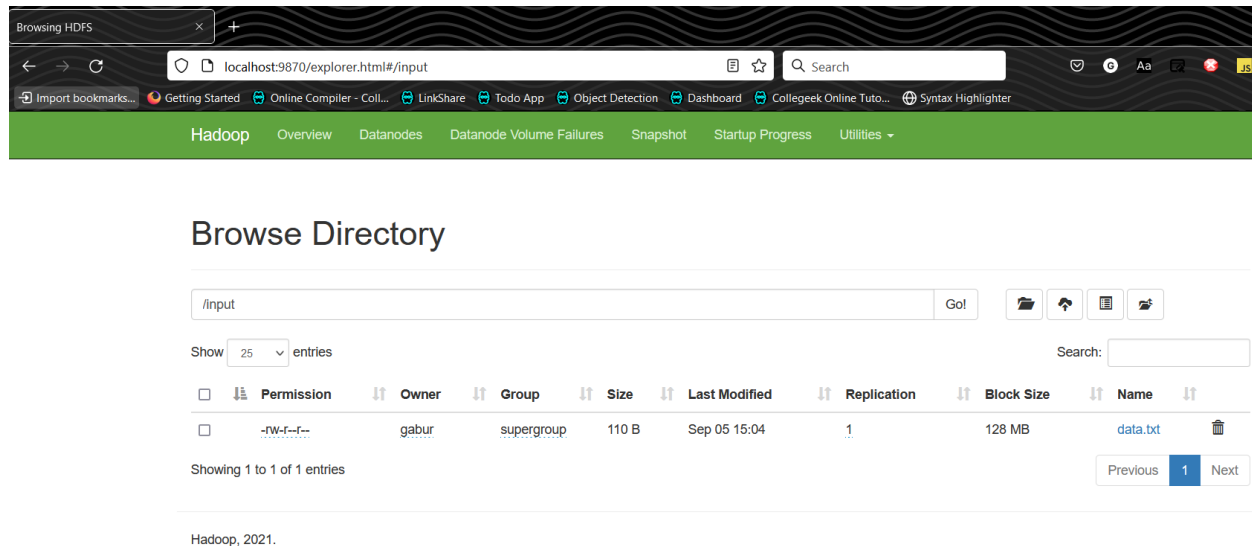 Browsing HDFS
localhost:9870/explorer.html#/input Search G Aa JS
Import bookmarks... Getting Started Online Compiler - Coll... LinkShare Todo App Object Detection Dashboard Collegeek Online Tuto... Syntax Highlighter
Hadoop Overview Datanodes Datanode Volume Failures Snapshot Startup Progress Utilities
Browse Directory
/input Go!
Show 25 entries Search:
Permission Owner Group Size Last Modified Replication Block Size Name
-rw-r--r-- gabur supergroup 110 B Sep 05 15:04 1 128 MB data.txt
Showing 1 to 1 of 1 entries Previous 1 Next
Hadoop, 2021.